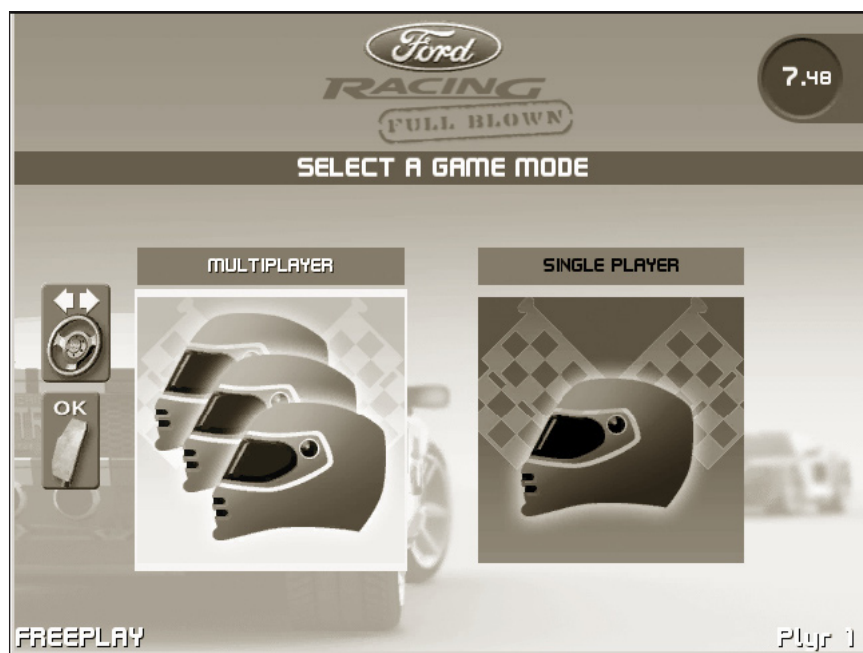 Ford
RACING
FULL BLOWN
7.48
SELECT A GAME MODE
MULTIPLAYER
SINGLE PLAYER
OK
FREEPLAY
Plyr 1